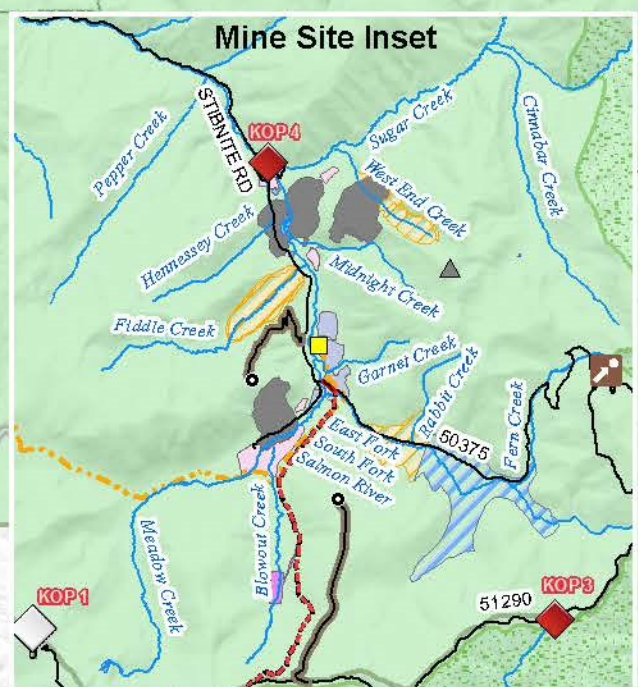 Mine Site Inset
STIBNITE RD
KOP 4
Pepper Creek
Sugar Creek
Cinnabar Creek
West End Creek
Hennessey Creek
Midnight Creek
Fiddle Creek
Garnet Creek
Rabbit Creek
Fern Creek
50375
East Fork
South Fork
Salmon River
Meadow Creek
Blowout Creek
KOP 1
51290
KOP 3